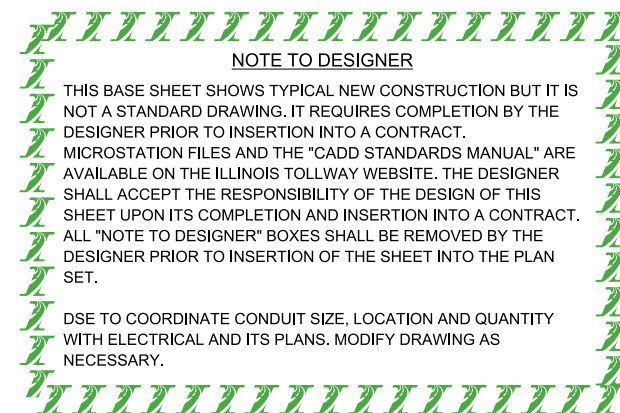 NOTE TO DESIGNER
THIS BASE SHEET SHOWS TYPICAL NEW CONSTRUCTION BUT IT IS
NOT A STANDARD DRAWING. IT REQUIRES COMPLETION BY THE
DESIGNER PRIOR TO INSERTION INTO A CONTRACT.
MICROSTATION FILES AND THE "CADD STANDARDS MANUAL" ARE
AVAILABLE ON THE ILLINOIS TOLLWAY WEBSITE. THE DESIGNER
SHALL ACCEPT THE RESPONSIBILITY OF THE DESIGN OF THIS
SHEET UPON ITS COMPLETION AND INSERTION INTO A CONTRACT.
ALL "NOTE TO DESIGNER" BOXES SHALL BE REMOVED BY THE
DESIGNER PRIOR TO INSERTION OF THE SHEET INTO THE PLAN
SET.
DSE TO COORDINATE CONDUIT SIZE, LOCATION AND QUANTITY
WITH ELECTRICAL AND ITS PLANS. MODIFY DRAWING AS
NECESSARY.